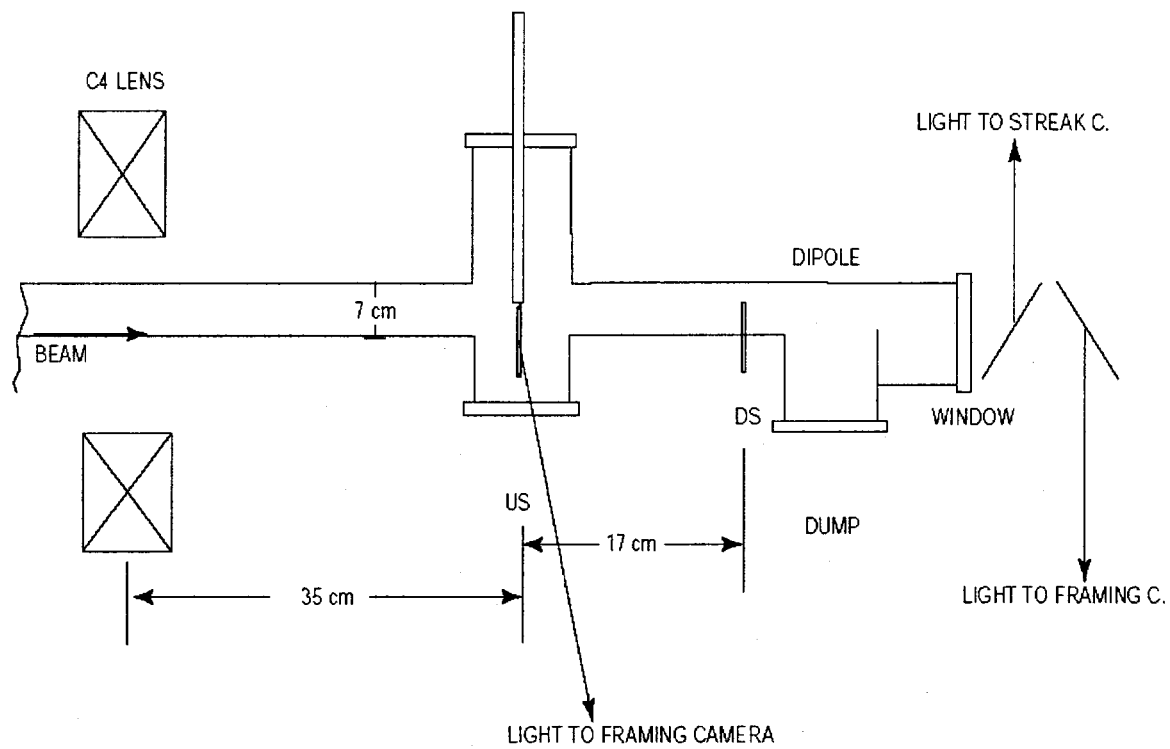 C4 LENS
LIGHT TO STREAK C.
DIPOLE
7 cm
BEAM
DS
WINDOW
US
DUMP
17 cm
35 cm
LIGHT TO FRAMING C.
LIGHT TO FRAMING CAMERA